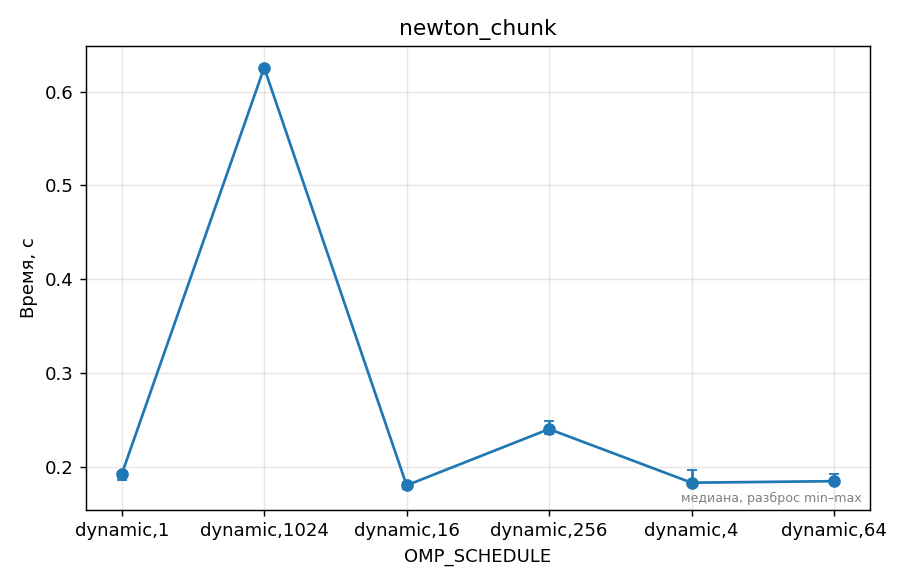 newton_chunk
Время, с
0.6
0.5
0.4
0.3
0.2
медиана, разброс min–max
dynamic,1 dynamic,1024 dynamic,16 dynamic,256 dynamic,4 dynamic,64
OMP_SCHEDULE